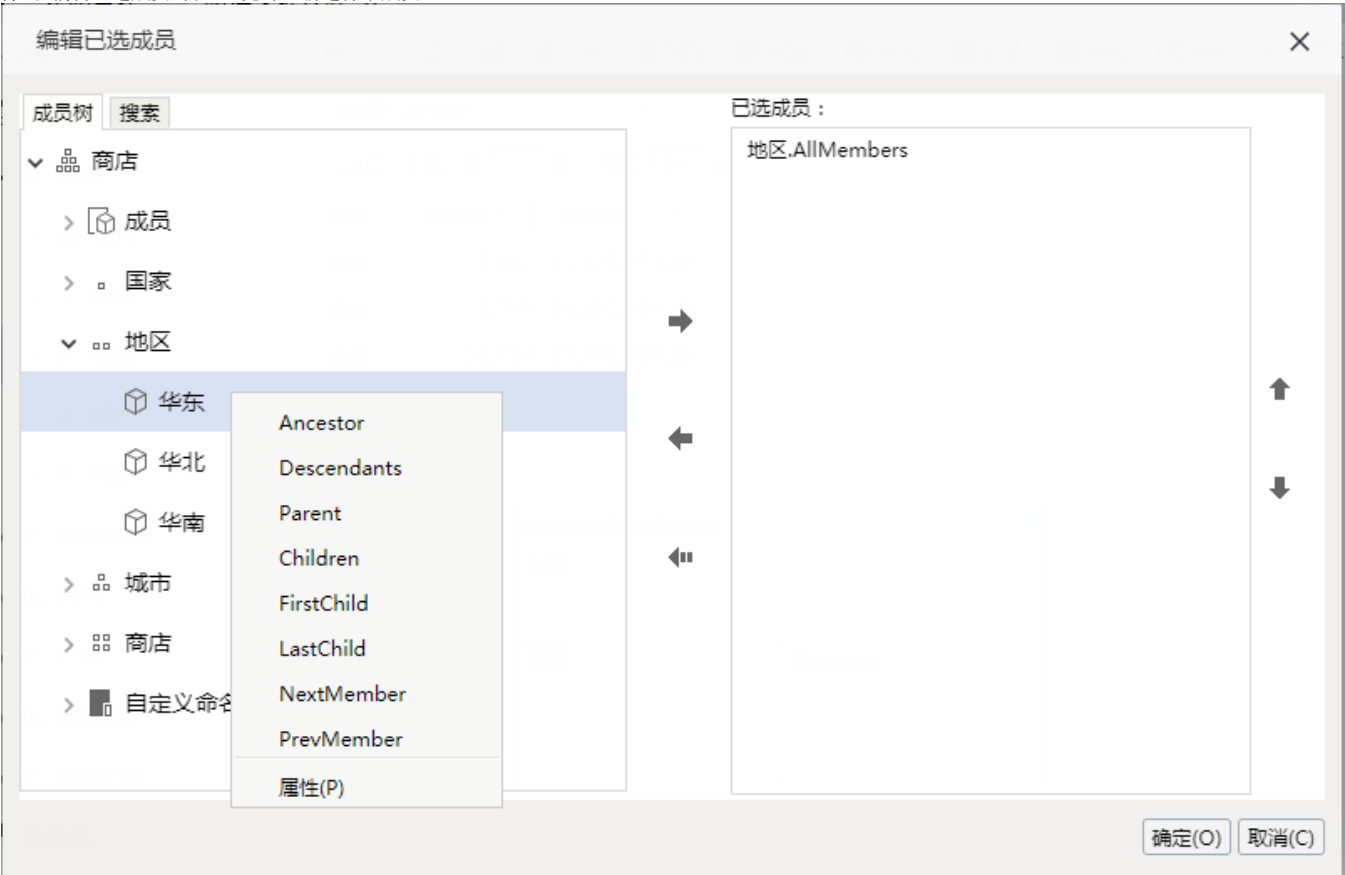 编辑已选成员
成员树 搜索
已选成员：
商店
成员
国家
地区
华东
华北
华南
城市
商店
自定义命名
Ancestor
Descendants
Parent
Children
FirstChild
LastChild
NextMember
PrevMember
属性(P)
地区.AllMembers
确定(O) 取消(C)